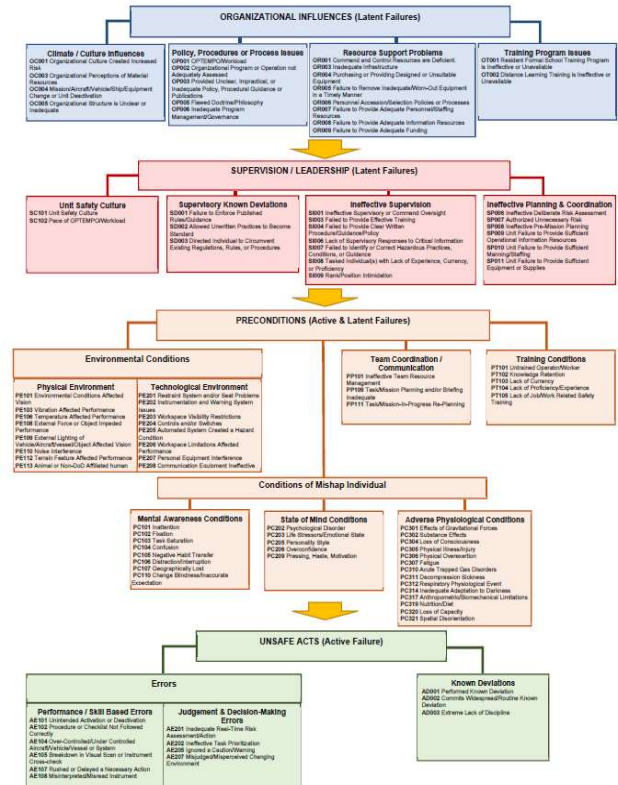 ORGANIZATIONAL INFLUENCES (Latent Failures)
Climate / Culture Influences
OC001 Organizational Culture Created Increased
Risk
OC003 Organizational Perceptions of Material
Resources
OC004 Mission/Aircraft/Vehicle/Ship/Equipment
Change or Unit Deactivation
OC005 Organizational Structure is Unclear or
Inadequate
Policy, Procedures or Process Issues
OP001 OPTEMPO/Workload
OP002 Organizational Program or Operation not
Adequately Assessed
OP003 Provided Unclear, Impractical, or
Inadequate Policy, Procedural Guidance or
Publications
OP005 Flawed Doctrine/Philosophy
OP006 Inadequate Program
Management/Governance
Resource Support Problems
OR001 Command and Control Resources are Deficient.
OR003 Inadequate Infrastructure
OR004 Purchasing or Providing Designed or Unsuitable
Equipment
OR005 Failure to Remove Inadequate/Worn-Out Equipment
in a Timely Manner
OR006 Personnel Accession/Selection Policies or Processes
OR007 Failure to Provide Adequate Personnel/Staffing
Resources
OR008 Failure to Provide Adequate Information Resources
OR009 Failure to Provide Adequate Funding
Training Program Issues
OT001 Resident Formal School Training Program
is Ineffective or Unavailable
OT002 Distance Learning Training is Ineffective or
Unavailable
SUPERVISION / LEADERSHIP (Latent Failures)
Unit Safety Culture
SC101 Unit Safety Culture
SC102 Pace of OPTEMPO/Workload
Supervisory Known Deviations
SD001 Failure to Enforce Published
Rules/Guidance
SD002 Allowed Unwritten Practices to Become
Standard
SD003 Directed Individual to Circumvent
Existing Regulations, Rules, or Procedures
Ineffective Supervision
SI001 Ineffective Supervisory or Command Oversight
SI003 Failed to Provide Effective Training
SI004 Failed to Provide Clear Written
Procedure/Guidance/Policy
SI006 Lack of Supervisory Responses to Critical Information
SI007 Failed to Identify or Correct Hazardous Practices,
Conditions, or Guidance
SI008 Tasked Individual(s) with Lack of Experience, Currency,
or Proficiency
SI009 Rank/Position Intimidation
Ineffective Planning & Coordination
SP006 Ineffective Deliberate Risk Assessment
SP007 Authorized Unnecessary Risk
SP008 Ineffective Pre-Mission Planning
SP009 Unit Failure to Provide Sufficient
Operational Information Resources
SP010 Unit Failure to Provide Sufficient
Manning/Staffing
SP011 Unit Failure to Provide Sufficient
Equipment or Supplies
PRECONDITIONS (Active & Latent Failures)
Environmental Conditions
Physical Environment
PE101 Environmental Conditions Affected
Vision
PE103 Vibration Affected Performance
PE106 Temperature Affected Performance
PE108 External Force or Object Impeded
Performance
PE109 External Lighting of
Vehicle/Aircraft/Vessel/Object Affected Vision
PE110 Noise Interference
PE112 Terrain Feature Affected Performance
PE113 Animal or Non-DoD Affiliated human
Technological Environment
PE201 Restraint System and/or Seat Problems
PE202 Instrumentation and Warning System
Issues
PE203 Workspace Visibility Restrictions
PE204 Controls and/or Switches
PE205 Automated System Created a Hazard
Condition
PE206 Workspace Limitations Affected
Performance
PE207 Personal Equipment Interference
PE208 Communication Equipment Ineffective
Team Coordination /
Communication
PP101 Ineffective Team Resource
Management
PP109 Task/Mission Planning and/or Briefing
Inadequate
PP111 Task/Mission-In-Progress Re-Planning
Training Conditions
PT101 Untrained Operator/Worker
PT102 Knowledge Retention
PT103 Lack of Currency
PT104 Lack of Proficiency/Experience
PT105 Lack of Job/Work Related Safety
Training
Conditions of Mishap Individual
Mental Awareness Conditions
PC101 Inattention
PC102 Fixation
PC103 Task Saturation
PC104 Confusion
PC105 Negative Habit Transfer
PC106 Distraction/Interruption
PC107 Geographically Lost
PC110 Change Blindness/Inaccurate
Expectation
State of Mind Conditions
PC202 Psychological Disorder
PC203 Life Stressors/Emotional State
PC205 Personality Style
PC206 Overconfidence
PC209 Pressing, Haste, Motivation
Adverse Physiological Conditions
PC301 Effects of Gravitational Forces
PC302 Substance Effects
PC304 Loss of Consciousness
PC305 Physical Illness/Injury
PC306 Physical Overexertion
PC307 Fatigue
PC310 Acute Trapped Gas Disorders
PC311 Decompression Sickness
PC312 Respiratory Physiological Event
PC314 Inadequate Adaptation to Darkness
PC317 Anthropometric/Biomechanical Limitations
PC319 Nutrition/Diet
PC320 Loss of Capacity
PC321 Spatial Disorientation
UNSAFE ACTS (Active Failure)
Errors
Performance / Skill Based Errors
AE101 Unintended Activation or Deactivation
AE102 Procedure or Checklist Not Followed
Correctly
AE104 Over-Controlled/Under Controlled
Aircraft/Vehicle/Vessel or System
AE105 Breakdown in Visual Scan or Instrument
Cross-check
AE107 Rushed or Delayed a Necessary Action
AE108 Misinterpreted/Misread Instrument
Judgement & Decision-Making
Errors
AE201 Inadequate Real-Time Risk
Assessment/Action
AE202 Ineffective Task Prioritization
AE205 Ignored a Caution/Warning
AE207 Misjudged/Misperceived Changing
Environment
Known Deviations
AD001 Performed Known Deviation
AD002 Commits Widespread/Routine Known
Deviation
AD003 Extreme Lack of Discipline